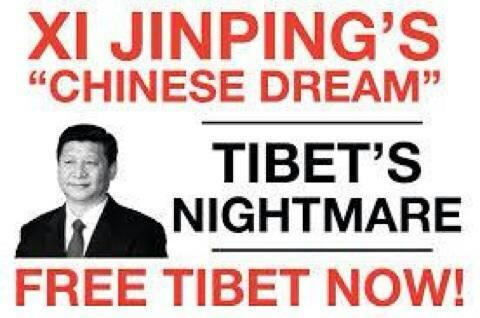 XI JINPING'S
“CHINESE DREAM”
TIBET'S
NIGHTMARE
FREE TIBET NOW!